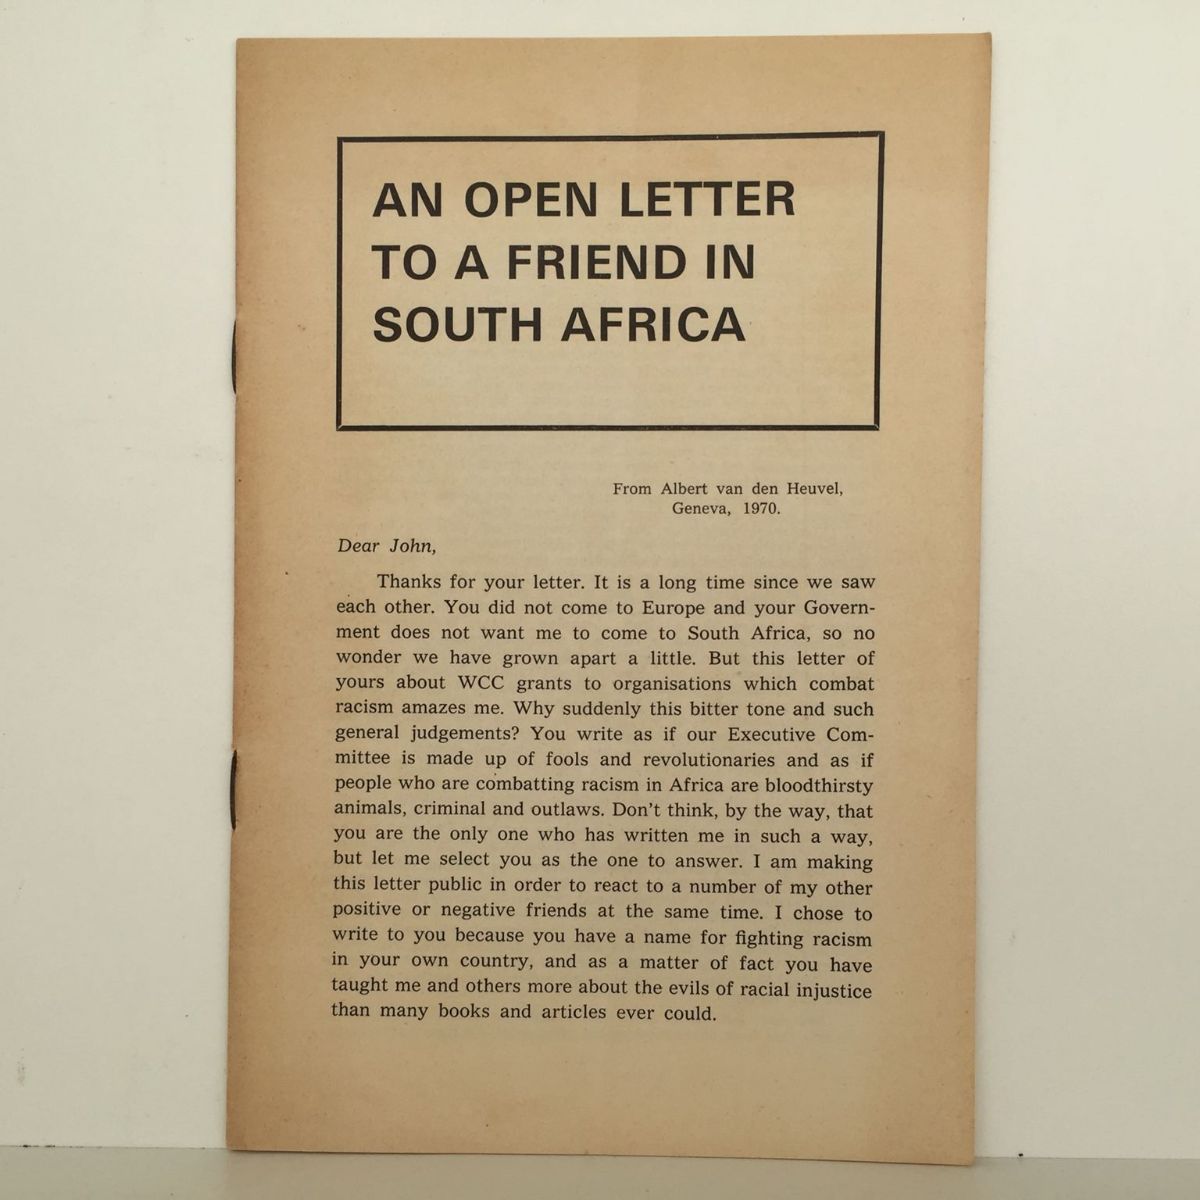 AN OPEN LETTER
TO A FRIEND IN
SOUTH AFRICA
From Albert van den Heuvel,
Geneva, 1970.
Dear John,
Thanks for your letter. It is a long time since we saw
each other. You did not come to Europe and your Govern-
ment does not want me to come to South Africa, so no
wonder we have grown apart a little. But this letter of
yours about WCC grants to organisations which combat
racism amazes me. Why suddenly this bitter tone and such
general judgements? You write as if our Executive Com-
mittee is made up of fools and revolutionaries and as if
people who are combatting racism in Africa are bloodthirsty
animals, criminal and outlaws. Don't think, by the way, that
you are the only one who has written me in such a way,
but let me select you as the one to answer. I am making
this letter public in order to react to a number of my other
positive or negative friends at the same time. I chose to
write to you because you have a name for fighting racism
in your own country, and as a matter of fact you have
taught me and others more about the evils of racial injustice
than many books and articles ever could.